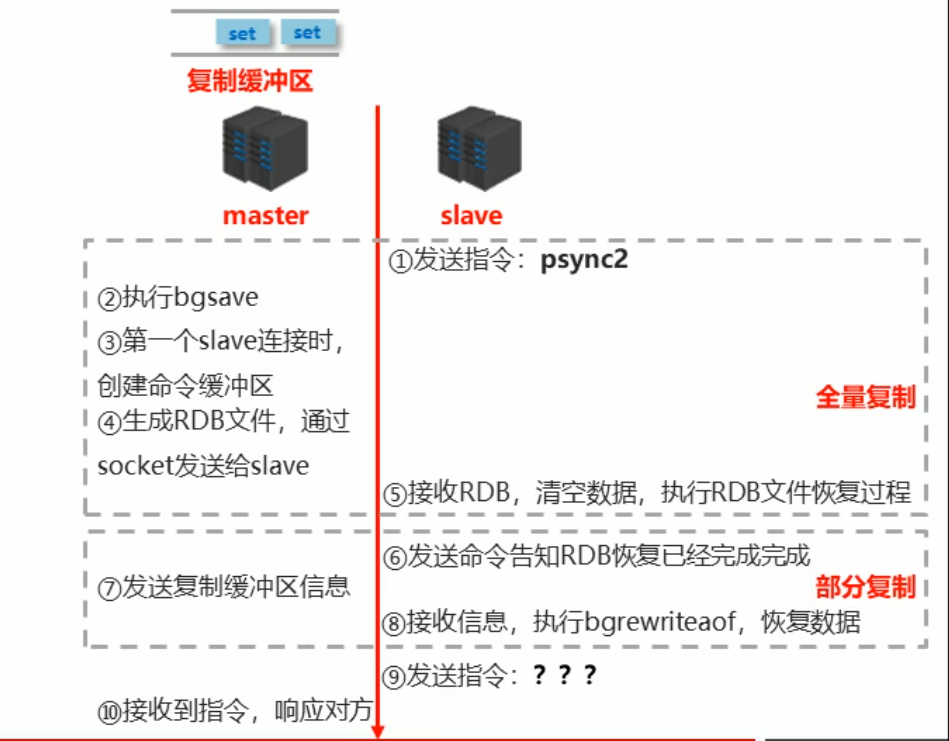 set set
复制缓冲区
master slave
①发送指令：psync2
②执行bgsave
③第一个slave连接时，
创建命令缓冲区
全量复制
④生成RDB文件，通过
socket发送给slave
⑤接收RDB，清空数据，执行RDB文件恢复过程
⑥发送命令告知RDB恢复已经完成完成
⑦发送复制缓冲区信息
部分复制
⑧接收信息，执行bgrewriteaof，恢复数据
⑨发送指令：？？？
⑩接收到指令，响应对方